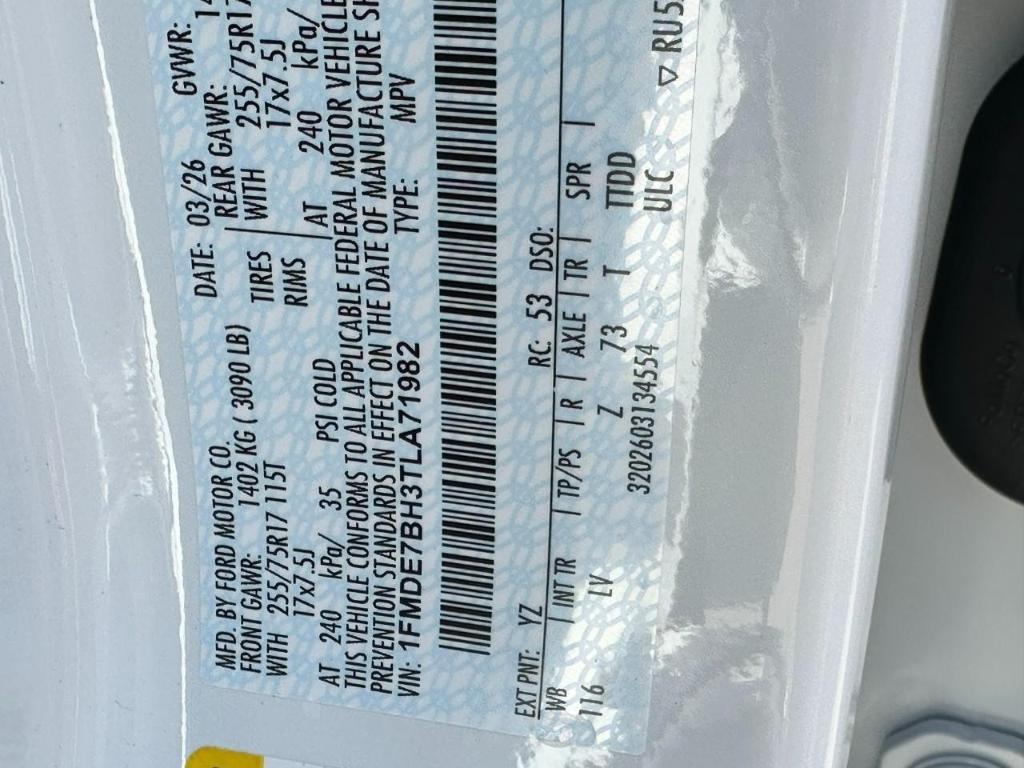 MFD. BY FORD MOTOR CO. DATE: 03/26 GVWR: 14
FRONT GAWR: 1402 KG ( 3090 LB) REAR GAWR:
WITH 255/75R17 115T TIRES WITH 255/75R17
17x7.5J RIMS 17x7.5J
AT 240 kPa/ 35 PSI COLD AT 240 kPa/
THIS VEHICLE CONFORMS TO ALL APPLICABLE FEDERAL MOTOR VEHICLE
PREVENTION STANDARDS IN EFFECT ON THE DATE OF MANUFACTURE SH
VIN: 1FMDE7BH3TLA71982 TYPE: MPV
EXT PNT: YZ RC: 53 DSO:
WB | INT TR | TP/PS | R | AXLE | TR | SPR |
116 LV Z 73 T TTDD
3202603134554 ULC ▽ RU5